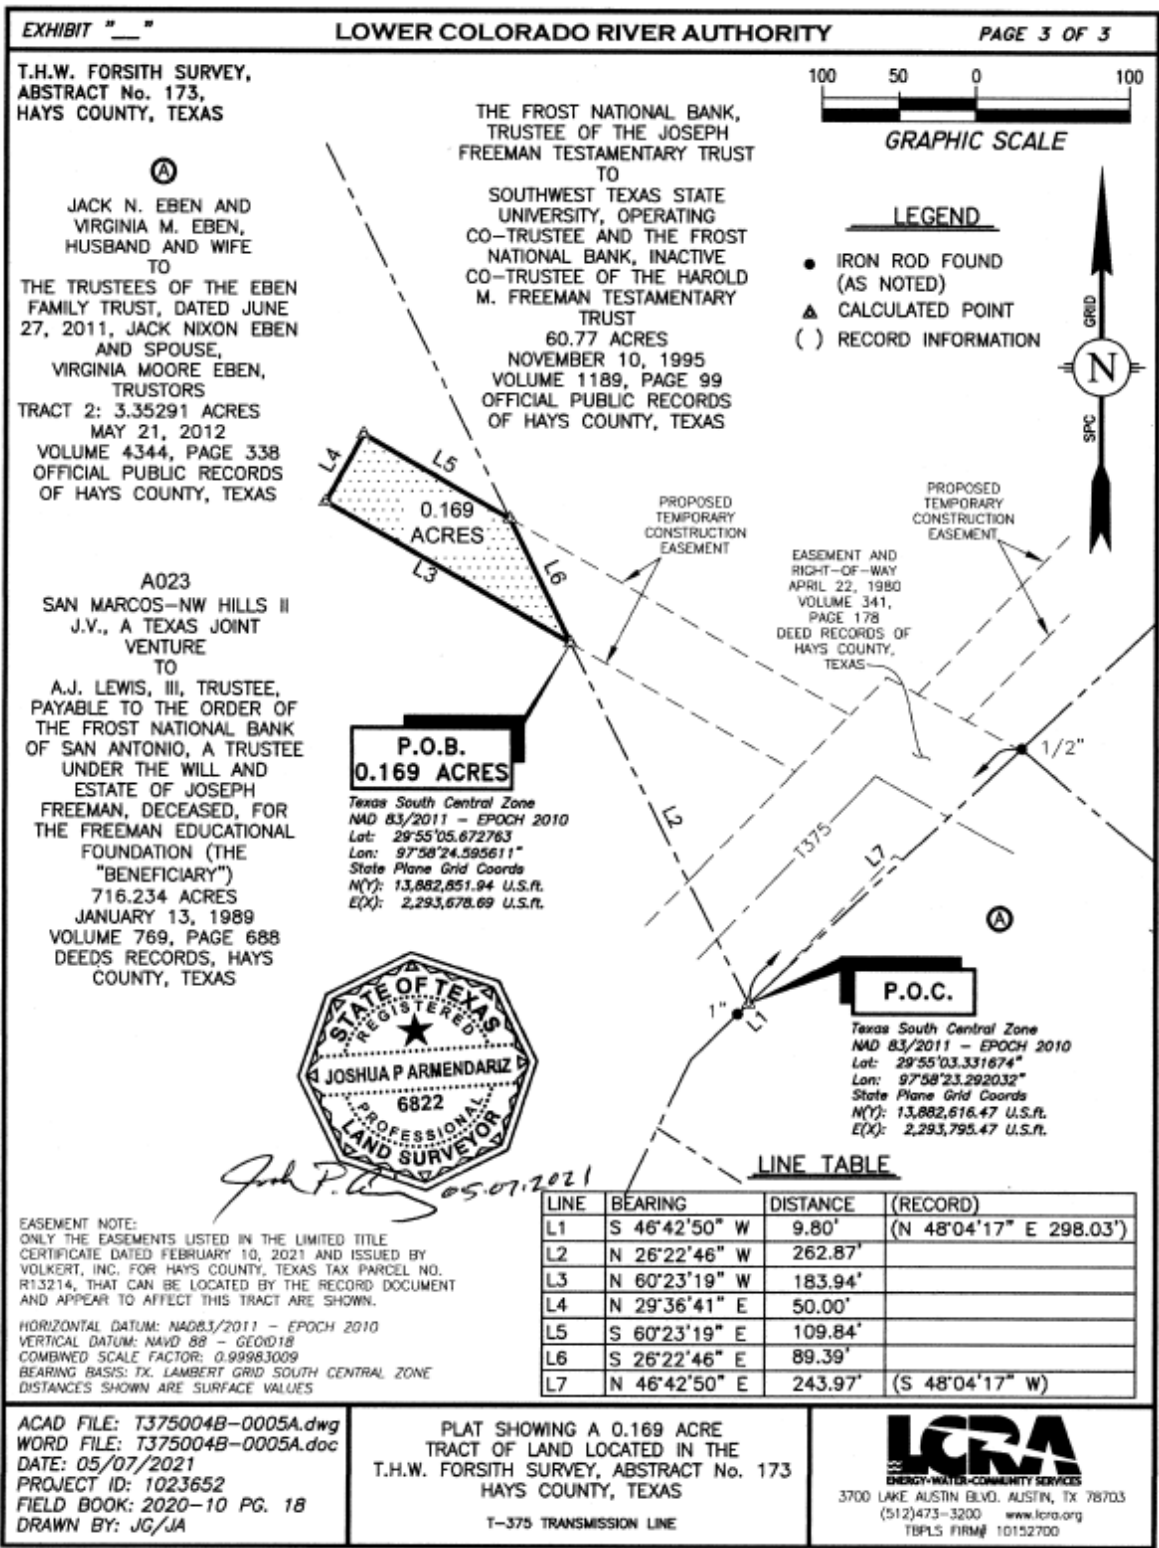 EXHIBIT "__"
LOWER COLORADO RIVER AUTHORITY
PAGE 3 OF 3
T.H.W. FORSITH SURVEY,
ABSTRACT No. 173,
HAYS COUNTY, TEXAS
A
JACK N. EBEN AND
VIRGINIA M. EBEN,
HUSBAND AND WIFE
TO
THE TRUSTEES OF THE EBEN
FAMILY TRUST, DATED JUNE
27, 2011, JACK NIXON EBEN
AND SPOUSE,
VIRGINIA MOORE EBEN,
TRUSTORS
TRACT 2: 3.35291 ACRES
MAY 21, 2012
VOLUME 4344, PAGE 338
OFFICIAL PUBLIC RECORDS
OF HAYS COUNTY, TEXAS
A023
SAN MARCOS-NW HILLS II
J.V., A TEXAS JOINT
VENTURE
TO
A.J. LEWIS, III, TRUSTEE,
PAYABLE TO THE ORDER OF
THE FROST NATIONAL BANK
OF SAN ANTONIO, A TRUSTEE
UNDER THE WILL AND
ESTATE OF JOSEPH
FREEMAN, DECEASED, FOR
THE FREEMAN EDUCATIONAL
FOUNDATION (THE
"BENEFICIARY")
716.234 ACRES
JANUARY 13, 1989
VOLUME 769, PAGE 688
DEEDS RECORDS, HAYS
COUNTY, TEXAS
THE FROST NATIONAL BANK,
TRUSTEE OF THE JOSEPH
FREEMAN TESTAMENTARY TRUST
TO
SOUTHWEST TEXAS STATE
UNIVERSITY, OPERATING
CO-TRUSTEE AND THE FROST
NATIONAL BANK, INACTIVE
CO-TRUSTEE OF THE HAROLD
M. FREEMAN TESTAMENTARY
TRUST
60.77 ACRES
NOVEMBER 10, 1995
VOLUME 1189, PAGE 99
OFFICIAL PUBLIC RECORDS
OF HAYS COUNTY, TEXAS
100 50 0 100
GRAPHIC SCALE
LEGEND
IRON ROD FOUND
(AS NOTED)
CALCULATED POINT
( ) RECORD INFORMATION
GRID
N
SPC
L4
L5
0.169
ACRES
L3
L6
PROPOSED
TEMPORARY
CONSTRUCTION
EASEMENT
PROPOSED
TEMPORARY
CONSTRUCTION
EASEMENT
EASEMENT AND
RIGHT-OF-WAY
APRIL 22, 1980
VOLUME 341,
PAGE 178
DEED RECORDS OF
HAYS COUNTY,
TEXAS
1/2"
P.O.B.
0.169 ACRES
Texas South Central Zone
NAD 83/2011 - EPOCH 2010
Lat: 29°55'05.672763
Lon: 97°58'24.595611"
State Plane Grid Coords
N(Y): 13,882,851.94 U.S.ft.
E(X): 2,293,678.69 U.S.ft.
L2
T375
L7
A
1"
L1
P.O.C.
Texas South Central Zone
NAD 83/2011 - EPOCH 2010
Lat: 29°55'03.331674"
Lon: 97°58'23.292032"
State Plane Grid Coords
N(Y): 13,882,616.47 U.S.ft.
E(X): 2,293,795.47 U.S.ft.
STATE OF TEXAS
REGISTERED
JOSHUA P ARMENDARIZ
6822
PROFESSIONAL
LAND SURVEYOR
05.07.2021
LINE TABLE
LINE BEARING DISTANCE (RECORD)
L1 S 46°42'50" W 9.80' (N 48°04'17" E 298.03')
L2 N 26°22'46" W 262.87'
L3 N 60°23'19" W 183.94'
L4 N 29°36'41" E 50.00'
L5 S 60°23'19" E 109.84'
L6 S 26°22'46" E 89.39'
L7 N 46°42'50" E 243.97' (S 48°04'17" W)
EASEMENT NOTE:
ONLY THE EASEMENTS LISTED IN THE LIMITED TITLE
CERTIFICATE DATED FEBRUARY 10, 2021 AND ISSUED BY
VOLKERT, INC. FOR HAYS COUNTY, TEXAS TAX PARCEL NO.
R13214, THAT CAN BE LOCATED BY THE RECORD DOCUMENT
AND APPEAR TO AFFECT THIS TRACT ARE SHOWN.
HORIZONTAL DATUM: NAD83/2011 - EPOCH 2010
VERTICAL DATUM: NAVD 88 - GEOID18
COMBINED SCALE FACTOR: 0.99983009
BEARING BASIS: TX. LAMBERT GRID SOUTH CENTRAL ZONE
DISTANCES SHOWN ARE SURFACE VALUES
ACAD FILE: T375004B-0005A.dwg
WORD FILE: T375004B-0005A.doc
DATE: 05/07/2021
PROJECT ID: 1023652
FIELD BOOK: 2020-10 PG. 18
DRAWN BY: JG/JA
PLAT SHOWING A 0.169 ACRE
TRACT OF LAND LOCATED IN THE
T.H.W. FORSITH SURVEY, ABSTRACT No. 173
HAYS COUNTY, TEXAS
T-375 TRANSMISSION LINE
LCRA
ENERGY•WATER•COMMUNITY SERVICES
3700 LAKE AUSTIN BLVD. AUSTIN, TX 78703
(512)473-3200 www.lcra.org
TBPLS FIRM# 10152700